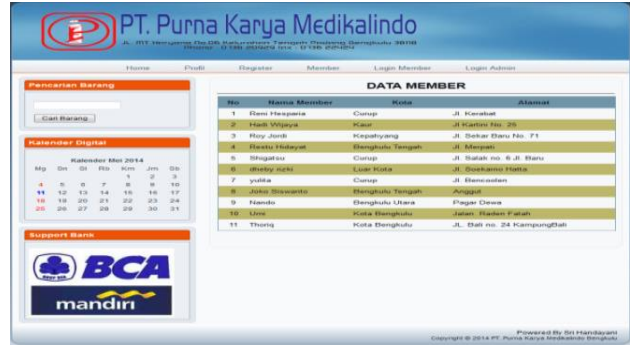 PT. Purna Karya Medikalindo
Home Profil Register Member Login Member Login Admin
Pencarian Barang
Cari Barang
Kalender Digital
Kalender Mei 2014
Mg Sn Sl Rb Km Jm Sb
1 2 3
4 5 6 7 8 9 10
11 12 13 14 15 16 17
18 19 20 21 22 23 24
25 26 27 28 29 30 31
Support Bank
BCA
mandiri
DATA MEMBER
No Nama Member Kota Alamat
1 Reni Hesparia Curup Jl. Kerabat
2 Hadi Wijaya Kaur Jl Kartini No. 25
3 Roy Jordi Kepahyang Jl. Sekar Baru No. 71
4 Restu Hidayat Bengkulu Tengah Jl. Merpati
5 Shigatsu Curup Jl. Salak no. 6 Jl. Baru
6 dheby rizki Luar Kota Jl. Soekarno Hatta
7 yulita Curup Jl. Bencoolen
8 Joko Siswanto Bengkulu Tengah Anggut
9 Nando Bengkulu Utara Pagar Dewa
10 Umi Kota Bengkulu Jalan Raden Fatah
11 Thoriq Kota Bengkulu JL. Bali no. 24 KampungBali
Powered By Sri Handayani
Copyright © 2014 PT. Purna Karya Medikalindo Bengkulu